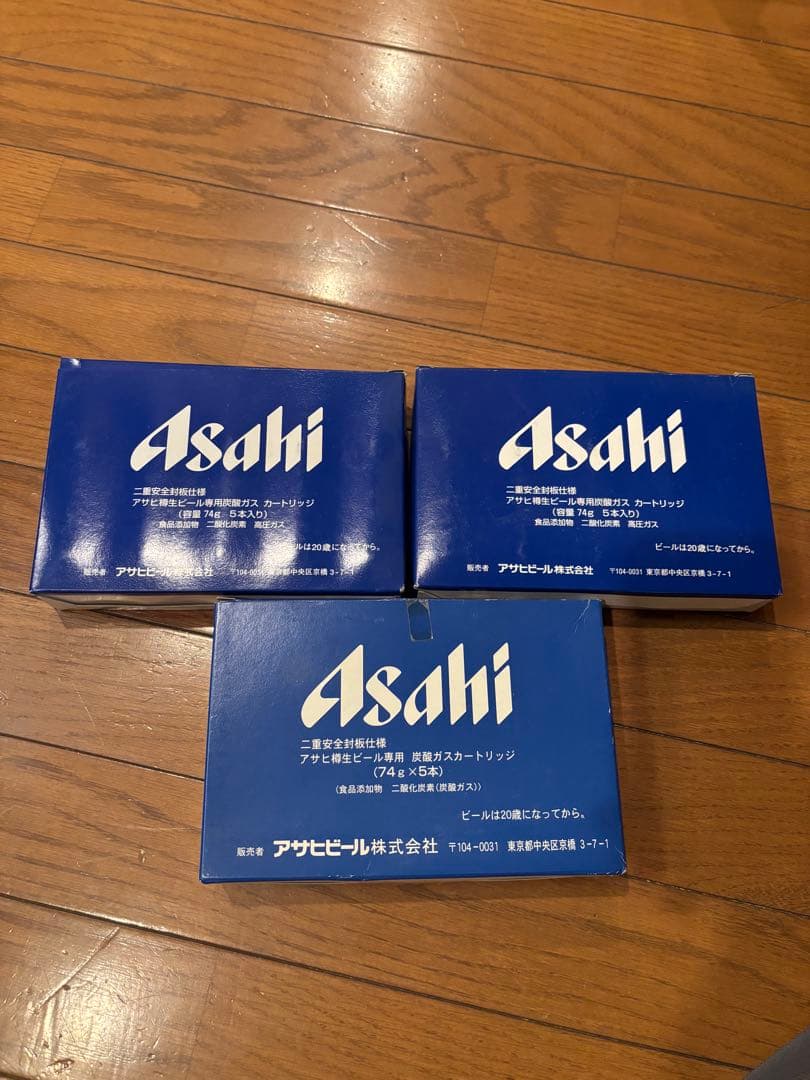 Asahi
二重安全封板仕様
アサヒ樽生ビール専用炭酸ガス カートリッジ
(容量 74g 5本入り)
食品添加物 二酸化炭素 高圧ガス
ビールは20歳になってから。
販売者 アサヒビール株式会社 〒104-0031 東京都中央区京橋 3-7-1
Asahi
二重安全封板仕様
アサヒ樽生ビール専用炭酸ガス カートリッジ
(容量 74g 5本入り)
食品添加物 二酸化炭素 高圧ガス
ビールは20歳になってから。
販売者 アサヒビール株式会社 〒104-0031 東京都中央区京橋 3-7-1
Asahi
二重安全封板仕様
アサヒ樽生ビール専用 炭酸ガスカートリッジ
(74g×5本)
(食品添加物 二酸化炭素(炭酸ガス))
ビールは20歳になってから。
販売者 アサヒビール株式会社 〒104-0031 東京都中央区京橋 3-7-1